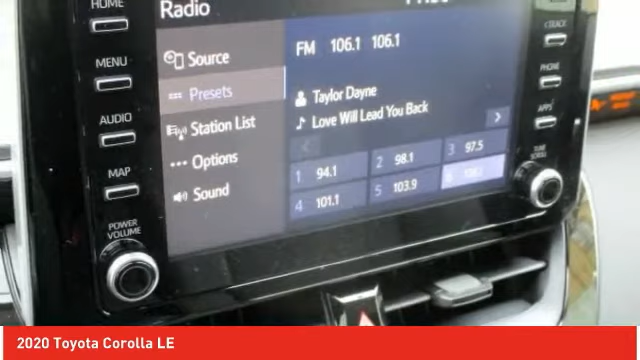 HOME
Radio
MENU
AUDIO
MAP
POWER
VOLUME
Source
Presets
Station List
Options
Sound
FM 106.1 106.1
Taylor Dayne
Love Will Lead You Back
1 94.1
2 98.1
3 97.5
4 101.1
5 103.9
TRACK
PHONE
APPS
TUNE
SCROLL
2020 Toyota Corolla LE